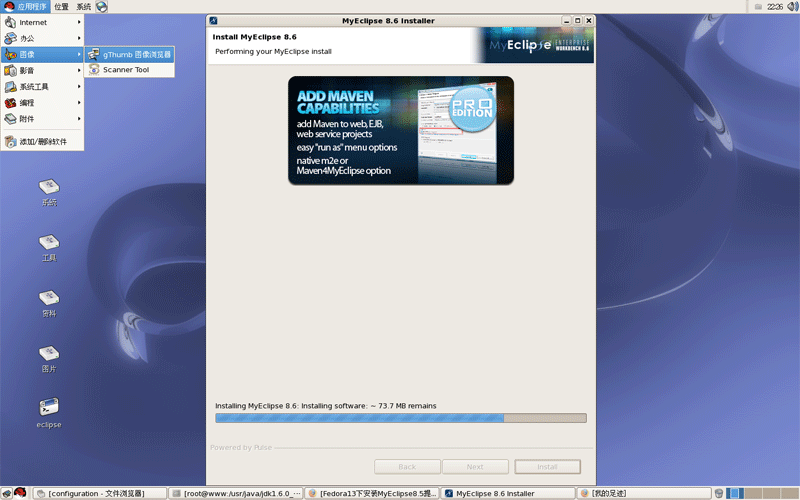 应用程序 位置 系统
22:26
Internet
办公
图像
影音
系统工具
编程
附件
添加/删除软件
gThumb 图像浏览器
Scanner Tool
系统
工具
资料
图片
eclipse
MyEclipse 8.6 Installer
Install MyEclipse 8.6
Performing your MyEclipse install
MyEclipse ENTERPRISE
WORKBENCH 8.6
ADD MAVEN
CAPABILITIES
add Maven to web, EJB,
web service projects
easy "run as" menu options
native m2e or
Maven4MyEclipse option
PRO
EDITION
Installing MyEclipse 8.6: Installing software: ~ 73.7 MB remains
Powered by Pulse
Back Next Install
[configuration - 文件浏览器] [root@www:/usr/java/jdk1.6.0_... [Fedora13下安装MyEclipse8.5提... MyEclipse 8.6 Installer [我的足迹]